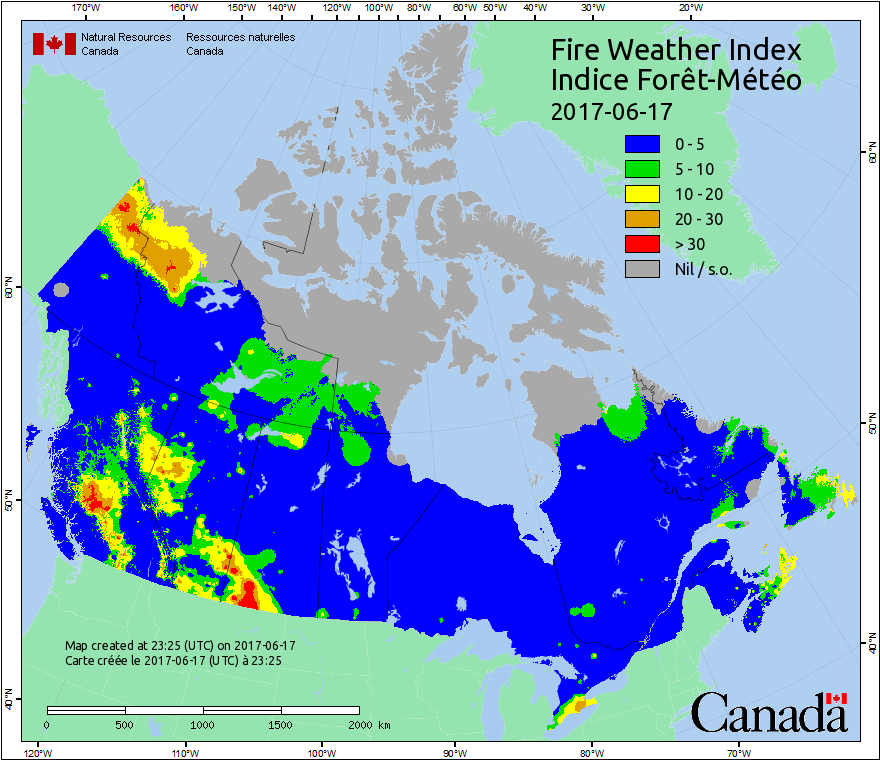 170°W 160°W 150°W 140°W 130°W 120°W 110°W 100°W 90°W 80°W 70°W 60°W 50°W 40°W 30°W 20°W
Natural Resources Canada
Ressources naturelles Canada
Fire Weather Index
Indice Forêt-Météo
2017-06-17
0 - 5
5 - 10
10 - 20
20 - 30
> 30
Nil / s.o.
60°N
50°N
40°N
60°N
50°N
40°N
Map created at 23:25 (UTC) on 2017-06-17
Carte créée le 2017-06-17 (UTC) à 23:25
0 500 1000 1500 2000 km
Canada
120°W 110°W 100°W 90°W 80°W 70°W